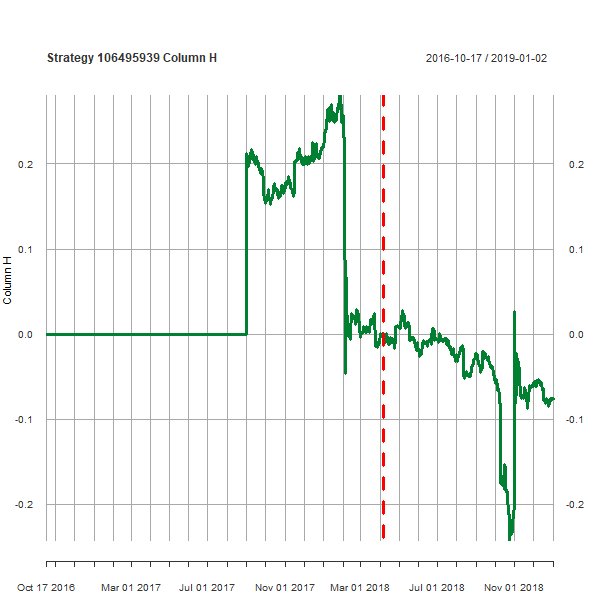 Strategy 106495939 Column H
2016-10-17 / 2019-01-02
0.2 0.2
0.1 0.1
Column H
0.0 0.0
-0.1 -0.1
-0.2 -0.2
Oct 17 2016 Mar 01 2017 Jul 01 2017 Nov 01 2017 Mar 01 2018 Jul 01 2018 Nov 01 2018